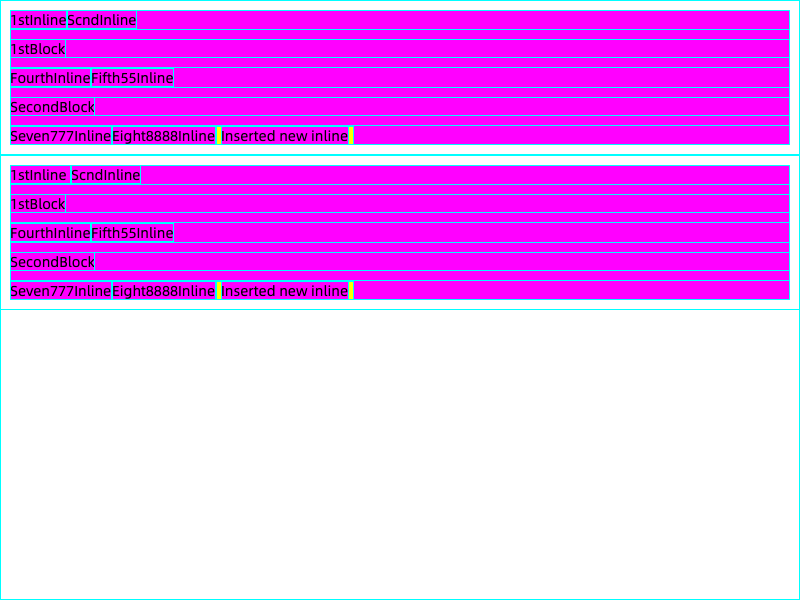 1stInlineScndInline
1stBlock
FourthInlineFifth55Inline
SecondBlock
Seven777InlineEight8888Inline Inserted new inline
1stInline ScndInline
1stBlock
FourthInlineFifth55Inline
SecondBlock
Seven777InlineEight8888Inline Inserted new inline